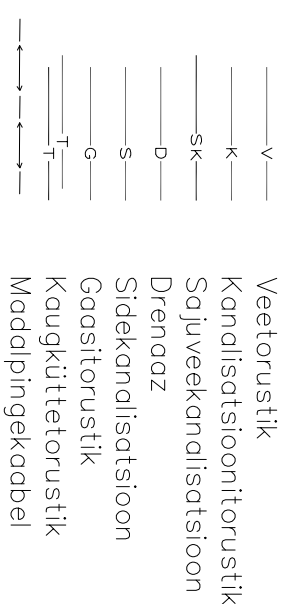 V Veetorustik
K Kanalisatsioonitorustik
SK Sajuveekanalisatsioon
D Drenaaz
S Sidekanalisatsioon
G Gaasitorustik
T T Kaugküttetorustik
Madalpingekaabel